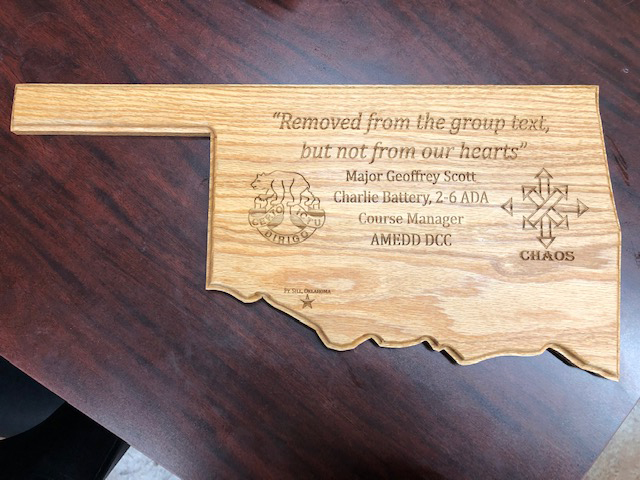 “Removed from the group text,
but not from our hearts”
Major Geoffrey Scott
Charlie Battery, 2-6 ADA
Course Manager
AMEDD DCC
DIRIGO
CHAOS
Ft. Sill, Oklahoma